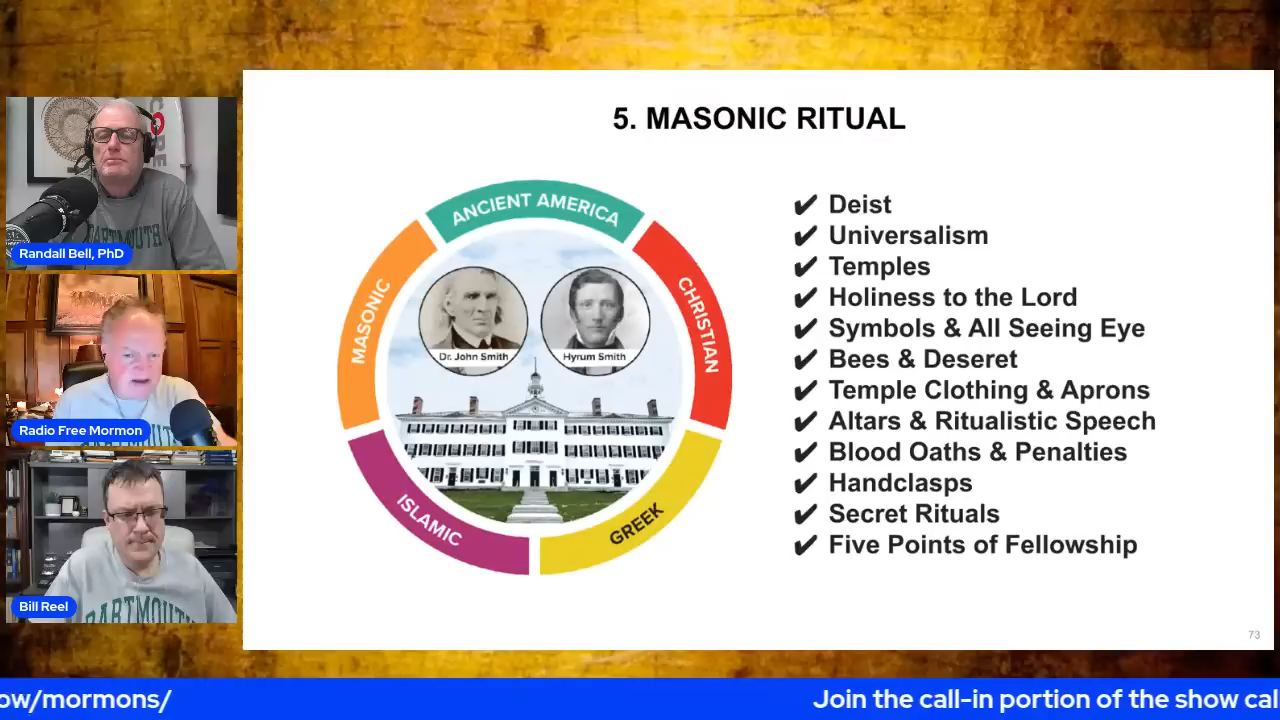 5. MASONIC RITUAL
ANCIENT AMERICA
MASONIC
CHRISTIAN
ISLAMIC
GREEK
Dr. John Smith
Hyrum Smith
✔ Deist
✔ Universalism
✔ Temples
✔ Holiness to the Lord
✔ Symbols & All Seeing Eye
✔ Bees & Deseret
✔ Temple Clothing & Aprons
✔ Altars & Ritualistic Speech
✔ Blood Oaths & Penalties
✔ Handclasps
✔ Secret Rituals
✔ Five Points of Fellowship
73
CORE
DARTMOUTH
Randall Bell, PhD
Radio Free Mormon
DARTMOUTH
Bill Reel
ow/mormons/
Join the call-in portion of the show cal